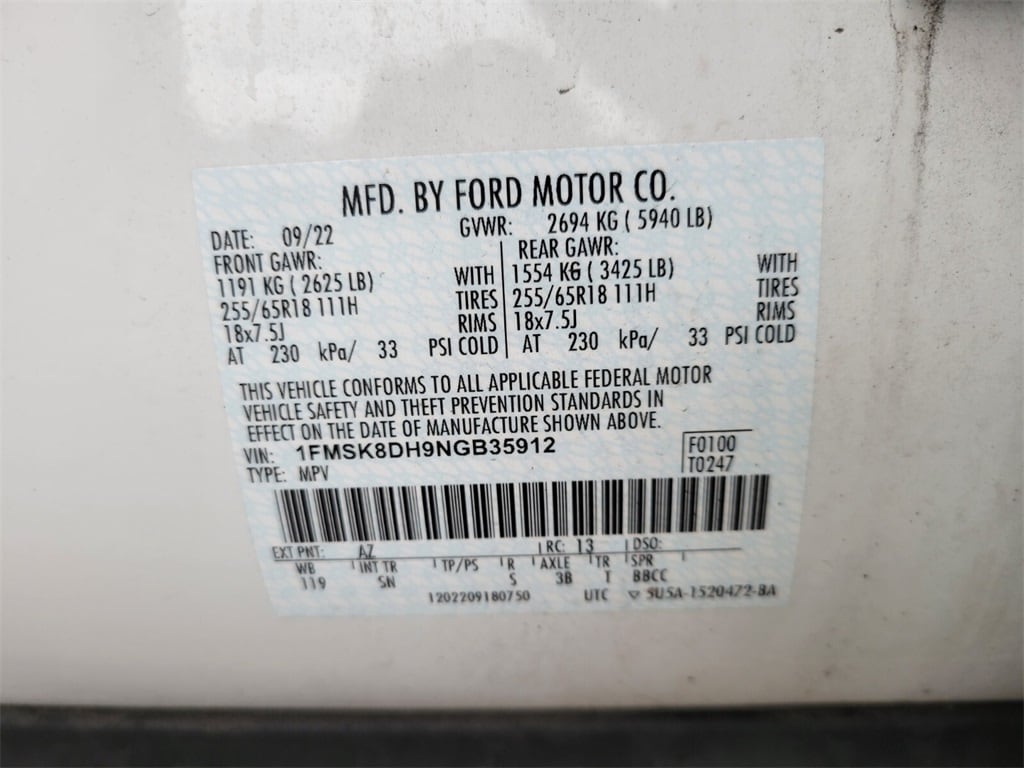 MFD. BY FORD MOTOR CO.
DATE: 09/22 GVWR: 2694 KG ( 5940 LB)
FRONT GAWR: REAR GAWR:
1191 KG ( 2625 LB) WITH 1554 KG ( 3425 LB) WITH
255/65R18 111H TIRES 255/65R18 111H TIRES
18x7.5J RIMS 18x7.5J RIMS
AT 230 kPa/ 33 PSI COLD AT 230 kPa/ 33 PSI COLD
THIS VEHICLE CONFORMS TO ALL APPLICABLE FEDERAL MOTOR
VEHICLE SAFETY AND THEFT PREVENTION STANDARDS IN
EFFECT ON THE DATE OF MANUFACTURE SHOWN ABOVE.
VIN: 1FMSK8DH9NGB35912 F0100
TYPE: MPV T0247
EXT PNT: AZ RC: 13 DSO:
WB INT TR TP/PS R AXLE TR SPR
119 SN S 3B T BBCC
1202209180750 UTC ▽ 5U5A-1520472-BA